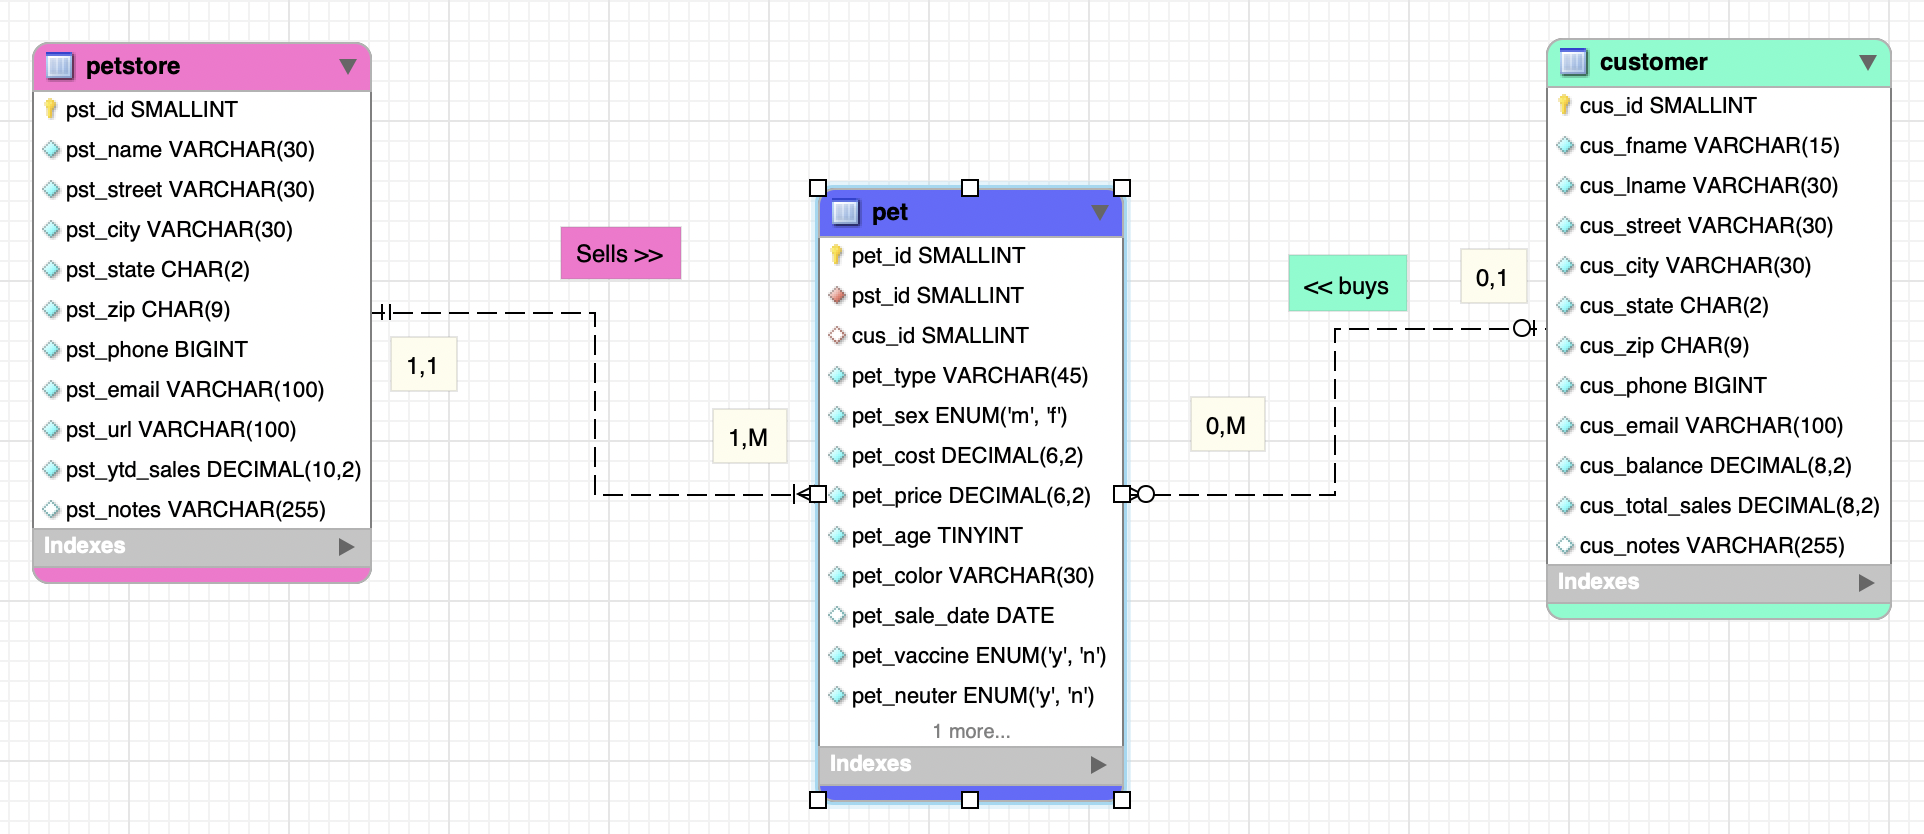 petstore
pst_id SMALLINT
pst_name VARCHAR(30)
pst_street VARCHAR(30)
pst_city VARCHAR(30)
pst_state CHAR(2)
pst_zip CHAR(9)
pst_phone BIGINT
pst_email VARCHAR(100)
pst_url VARCHAR(100)
pst_ytd_sales DECIMAL(10,2)
pst_notes VARCHAR(255)
Indexes
Sells >>
1,1
1,M
pet
pet_id SMALLINT
pst_id SMALLINT
cus_id SMALLINT
pet_type VARCHAR(45)
pet_sex ENUM('m', 'f')
pet_cost DECIMAL(6,2)
pet_price DECIMAL(6,2)
pet_age TINYINT
pet_color VARCHAR(30)
pet_sale_date DATE
pet_vaccine ENUM('y', 'n')
pet_neuter ENUM('y', 'n')
1 more...
Indexes
<< buys
0,1
0,M
customer
cus_id SMALLINT
cus_fname VARCHAR(15)
cus_lname VARCHAR(30)
cus_street VARCHAR(30)
cus_city VARCHAR(30)
cus_state CHAR(2)
cus_zip CHAR(9)
cus_phone BIGINT
cus_email VARCHAR(100)
cus_balance DECIMAL(8,2)
cus_total_sales DECIMAL(8,2)
cus_notes VARCHAR(255)
Indexes